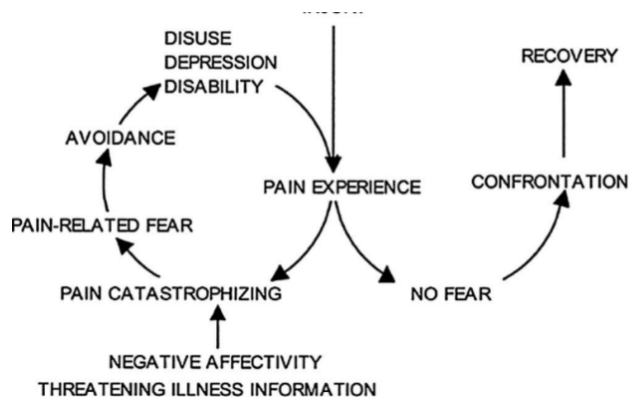 DISUSE
DEPRESSION
DISABILITY
RECOVERY
AVOIDANCE
PAIN EXPERIENCE
CONFRONTATION
PAIN-RELATED FEAR
PAIN CATASTROPHIZING
NO FEAR
NEGATIVE AFFECTIVITY
THREATENING ILLNESS INFORMATION